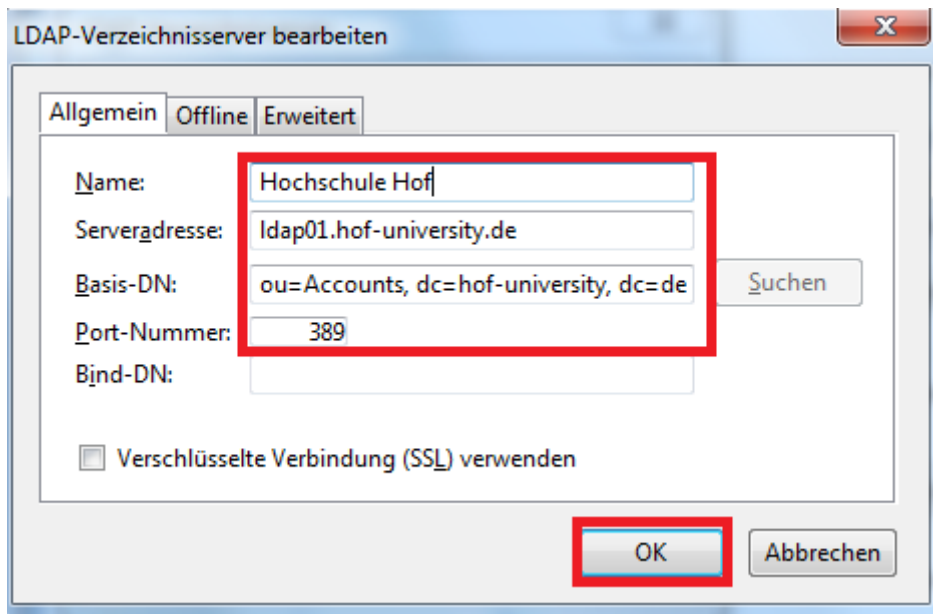 LDAP-Verzeichnisserver bearbeiten
Allgemein Offline Erweitert
Name: Hochschule Hof
Serveradresse: ldap01.hof-university.de
Basis-DN: ou=Accounts, dc=hof-university, dc=de Suchen
Port-Nummer: 389
Bind-DN:
Verschlüsselte Verbindung (SSL) verwenden
OK Abbrechen